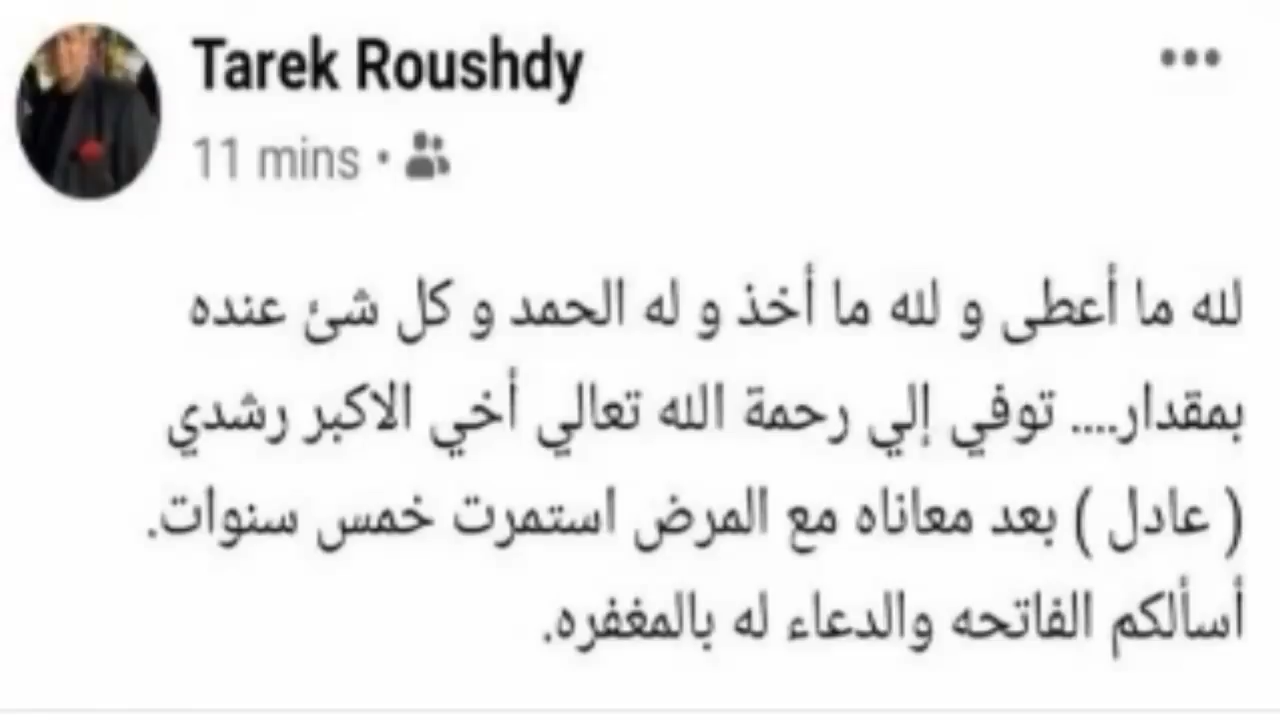 Tarek Roushdy
11 mins
لله ما أعطى و لله ما أخذ و له الحمد و كل شئ عنده
بمقدار.... توفي إلي رحمة الله تعالي أخي الاكبر رشدي
( عادل ) بعد معاناه مع المرض استمرت خمس سنوات.
أسألكم الفاتحه والدعاء له بالمغفره.